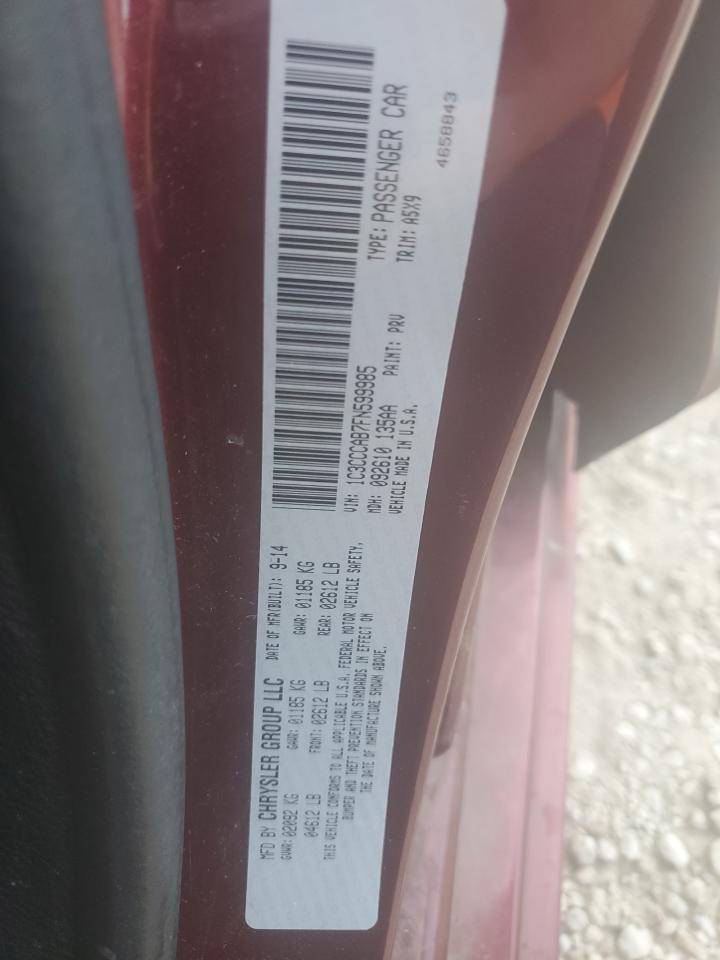 MFD BY CHRYSLER GROUP LLC DATE OF MFR(BUILT): 9-14
GVWR: 02092 KG GAWR: 01185 KG GAWR: 01185 KG
04612 LB FRONT: 02612 LB REAR: 02612 LB
THIS VEHICLE CONFORMS TO ALL APPLICABLE U.S.A. FEDERAL MOTOR VEHICLE SAFETY,
BUMPER AND THEFT PREVENTION STANDARDS IN EFFECT ON
THE DATE OF MANUFACTURE SHOWN ABOVE.
VIN: 1C3CCCAB7FN599985 TYPE: PASSENGER CAR
MDH: 092610 135AA PAINT: PRV TRIM: A5X9
VEHICLE MADE IN U.S.A.
4658843